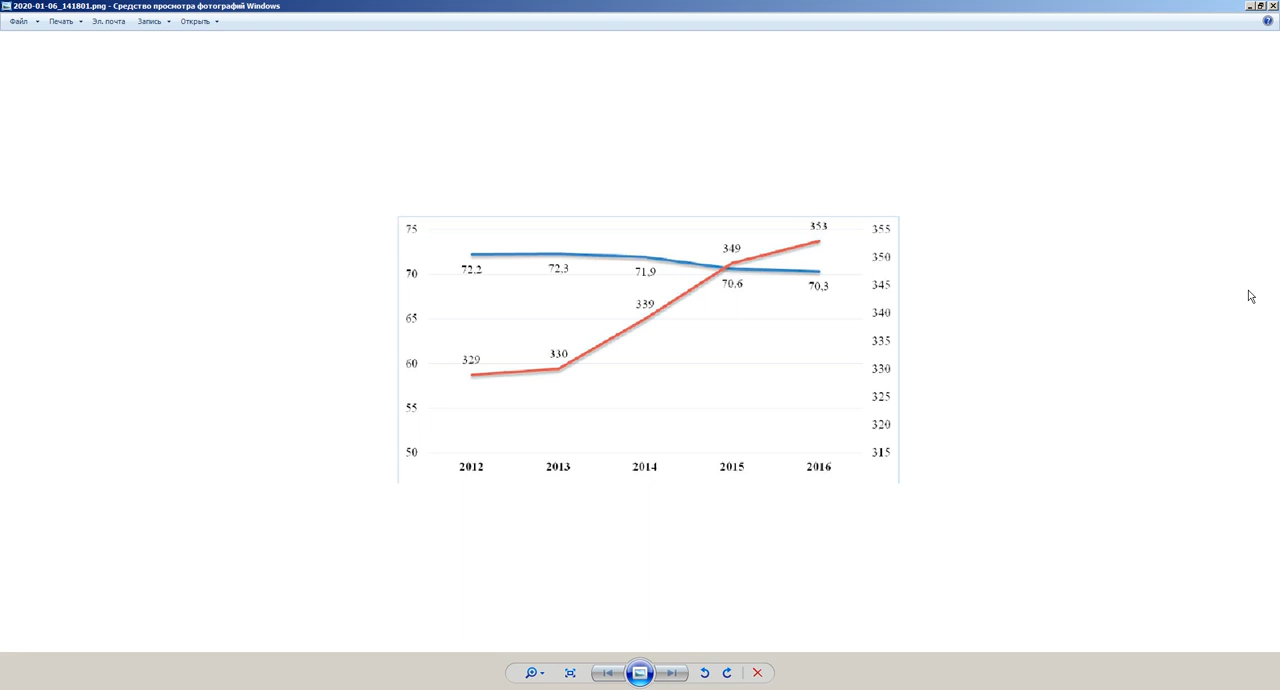 2020-01-06_141801.png - Средство просмотра фотографий Windows
Файл Печать Эл. почта Запись Открыть
75 353 355
349 350
72,2 72,3 71,9
70 70,6 70,3 345
339 340
65 335
329 330
60 330
55 325
320
50 315
2012 2013 2014 2015 2016